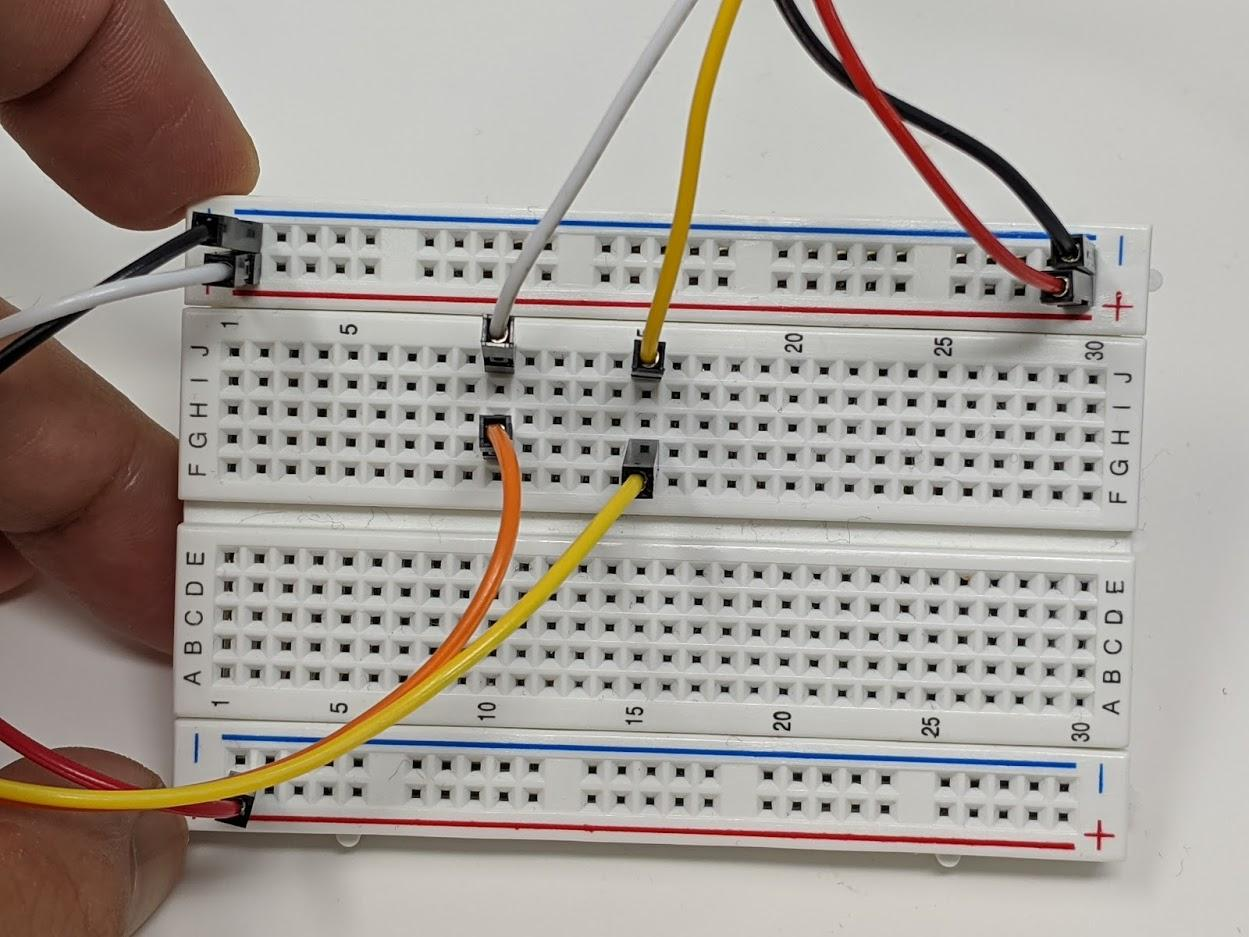 −
+
1 5 20 25 30
J J
I I
H H
G G
F F
E E
D D
C C
B B
A A
1 5 10 15 20 25 30
− −
+